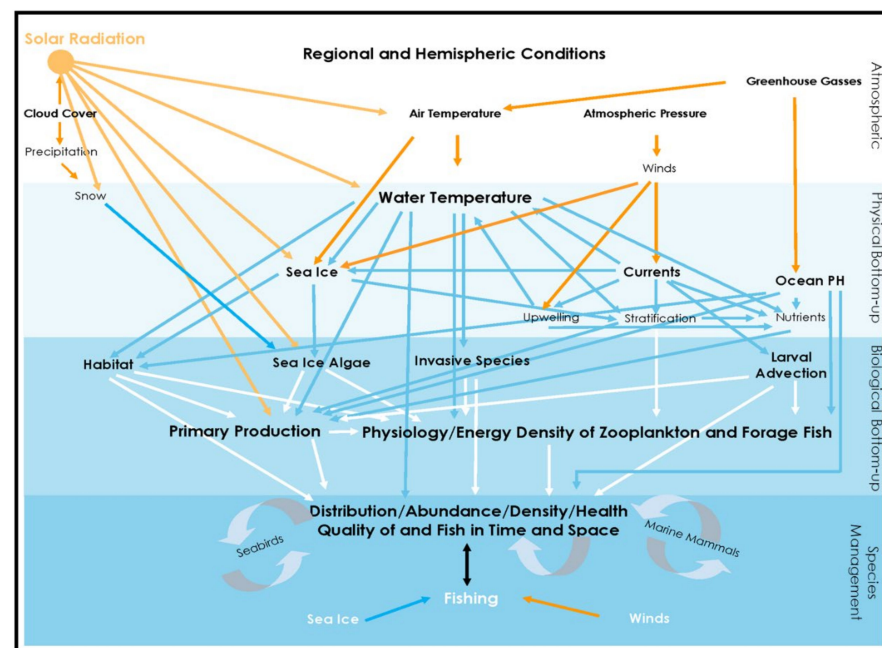 Solar Radiation
Regional and Hemispheric Conditions
Atmospheric
Greenhouse Gasses
Cloud Cover
Air Temperature
Atmospheric Pressure
Precipitation
Winds
Snow
Water Temperature
Physical Bottom-up
Sea Ice
Currents
Ocean PH
Upwelling
Stratification
Nutrients
Habitat
Sea Ice Algae
Invasive Species
Larval
Advection
Biological Bottom-up
Primary Production
Physiology/Energy Density of Zooplankton and Forage Fish
Distribution/Abundance/Density/Health
Quality of and Fish in Time and Space
Seabirds
Marine Mammals
Species
Management
Fishing
Sea Ice
Winds